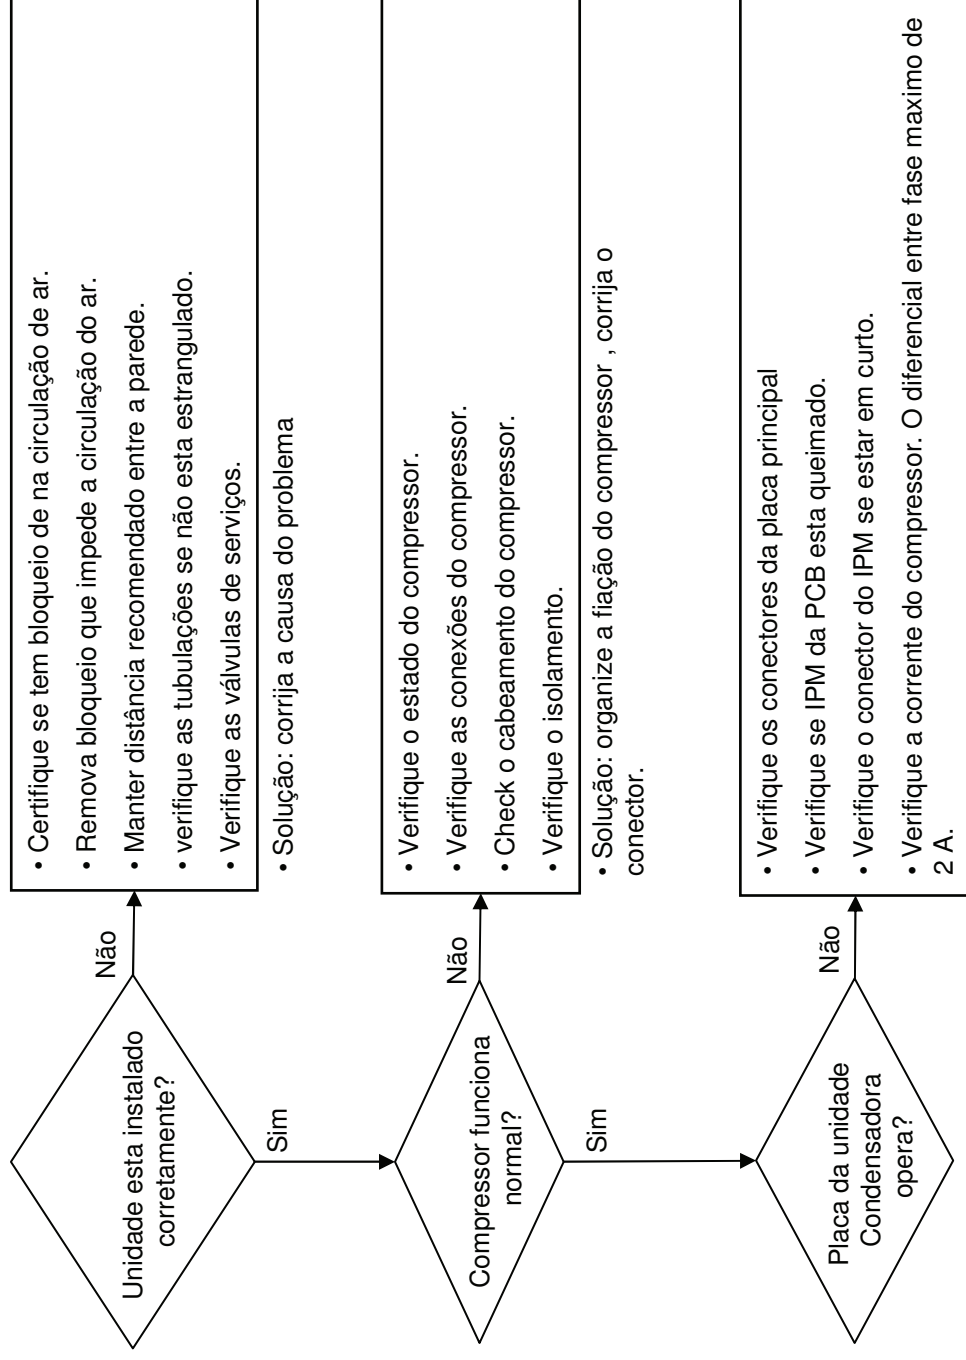 Unidade esta instalado
corretamente?
Não
• Certifique se tem bloqueio de na circulação de ar.
• Remova bloqueio que impede a circulação do ar.
• Manter distância recomendado entre a parede.
• verifique as tubulações se não esta estrangulado.
• Verifique as válvulas de serviços.
• Solução: corrija a causa do problema
Sim
Compressor funciona
normal?
Não
• Verifique o estado do compressor.
• Verifique as conexões do compressor.
• Check o cabeamento do compressor.
• Verifique o isolamento.
• Solução: organize a fiação do compressor , corrija o
conector.
Sim
Placa da unidade
Condensadora
opera?
Não
• Verifique os conectores da placa principal
• Verifique se IPM da PCB esta queimado.
• Verifique o conector do IPM se estar em curto.
• Verifique a corrente do compressor. O diferencial entre fase maximo de
2 A.